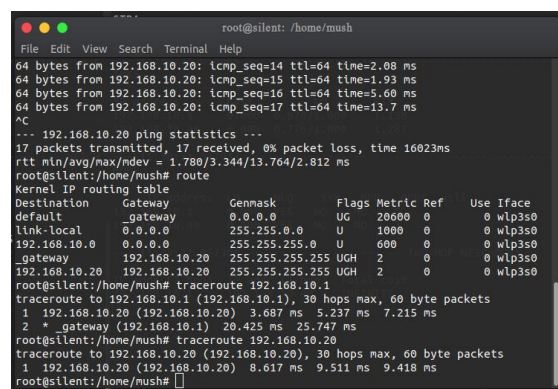 root@silent: /home/mush
File Edit View Search Terminal Help
64 bytes from 192.168.10.20: icmp_seq=14 ttl=64 time=2.08 ms
64 bytes from 192.168.10.20: icmp_seq=15 ttl=64 time=1.93 ms
64 bytes from 192.168.10.20: icmp_seq=16 ttl=64 time=5.60 ms
64 bytes from 192.168.10.20: icmp_seq=17 ttl=64 time=13.7 ms
^C
--- 192.168.10.20 ping statistics ---
17 packets transmitted, 17 received, 0% packet loss, time 16023ms
rtt min/avg/max/mdev = 1.780/3.344/13.764/2.812 ms
root@silent:/home/mush# route
Kernel IP routing table
Destination Gateway Genmask Flags Metric Ref Use Iface
default _gateway 0.0.0.0 UG 20600 0 0 wlp3s0
link-local 0.0.0.0 255.255.0.0 U 1000 0 0 wlp3s0
192.168.10.0 0.0.0.0 255.255.255.0 U 600 0 0 wlp3s0
_gateway 192.168.10.20 255.255.255.255 UGH 2 0 0 wlp3s0
192.168.10.20 192.168.10.20 255.255.255.255 UGH 2 0 0 wlp3s0
root@silent:/home/mush# traceroute 192.168.10.1
traceroute to 192.168.10.1 (192.168.10.1), 30 hops max, 60 byte packets
1 192.168.10.20 (192.168.10.20) 3.687 ms 5.237 ms 7.215 ms
2 * _gateway (192.168.10.1) 20.425 ms 25.747 ms
root@silent:/home/mush# traceroute 192.168.10.20
traceroute to 192.168.10.20 (192.168.10.20), 30 hops max, 60 byte packets
1 192.168.10.20 (192.168.10.20) 8.617 ms 9.511 ms 9.418 ms
root@silent:/home/mush#